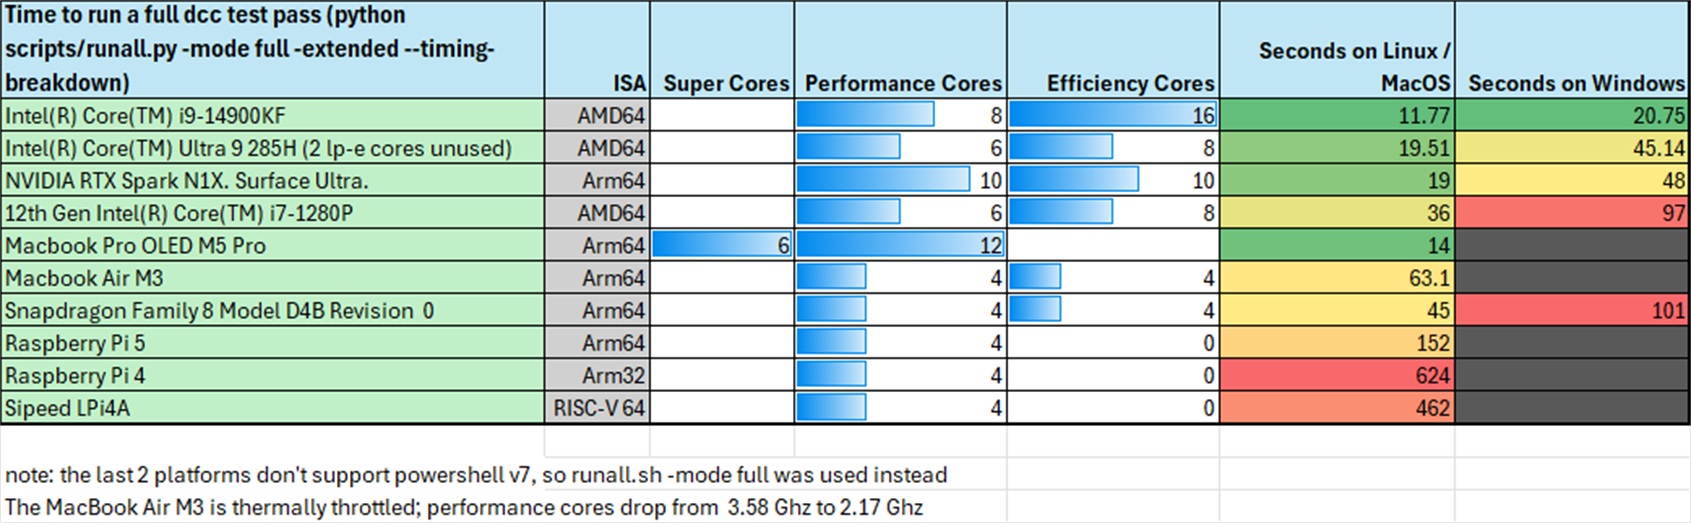 Time to run a full dcc test pass (python
scripts/runall.py -mode full -extended --timing-
breakdown) ISA Super Cores Performance Cores Efficiency Cores Seconds on Linux / MacOS Seconds on Windows
Intel(R) Core(TM) i9-14900KF AMD64 8 16 11.77 20.75
Intel(R) Core(TM) Ultra 9 285H (2 lp-e cores unused) AMD64 6 8 19.51 45.14
NVIDIA RTX Spark N1X. Surface Ultra. Arm64 10 10 19 48
12th Gen Intel(R) Core(TM) i7-1280P AMD64 6 8 36 97
Macbook Pro OLED M5 Pro Arm64 6 12 14
Macbook Air M3 Arm64 4 4 63.1
Snapdragon Family 8 Model D4B Revision 0 Arm64 4 4 45 101
Raspberry Pi 5 Arm64 4 0 152
Raspberry Pi 4 Arm32 4 0 624
Sipeed LPi4A RISC-V 64 4 0 462
note: the last 2 platforms don't support powershell v7, so runall.sh -mode full was used instead
The MacBook Air M3 is thermally throttled; performance cores drop from 3.58 Ghz to 2.17 Ghz